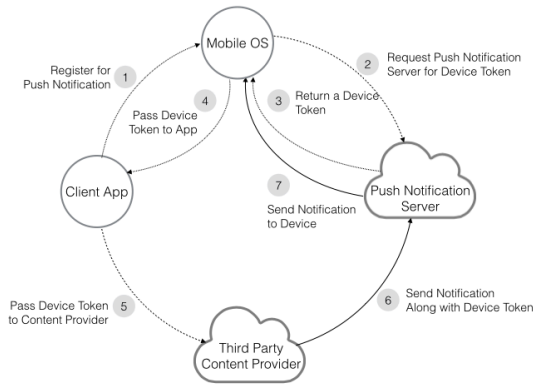 Mobile OS
Register for
Push Notification
1
2
Request Push Notification
Server for Device Token
3
Return a Device
Token
4
Pass Device
Token to App
Client App
Push Notification
Server
7
Send Notification
to Device
Pass Device Token
to Content Provider
5
6
Send Notification
Along with Device Token
Third Party
Content Provider